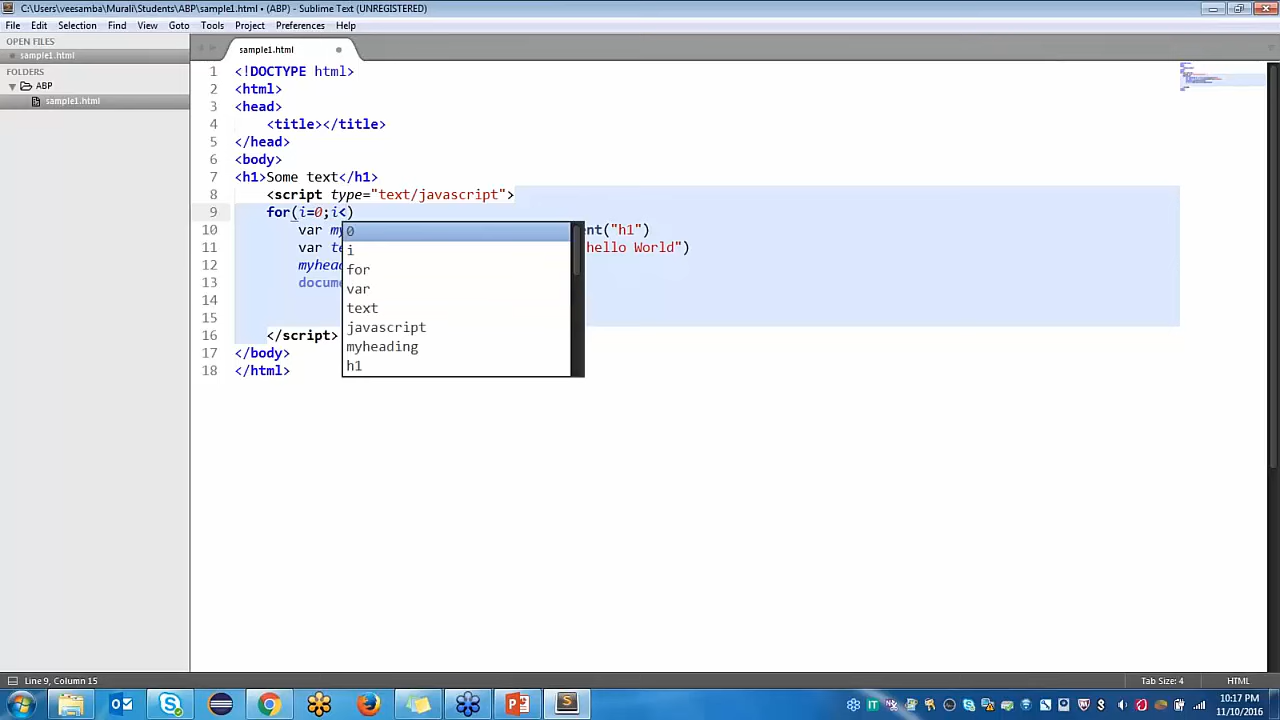 C:\Users\veesamba\Murali\Students\ABP\sample1.html • (ABP) - Sublime Text (UNREGISTERED)
File Edit Selection Find View Goto Tools Project Preferences Help
OPEN FILES
sample1.html
FOLDERS
ABP
sample1.html
sample1.html
1 <!DOCTYPE html>
2 <html>
3 <head>
4 <title></title>
5 </head>
6 <body>
7 <h1>Some text</h1>
8 <script type="text/javascript">
9 for(i=0;i<)
10 var my ent("h1")
11 var te hello World")
12 myhead
13 docume
14
15
16 </script>
17 </body>
18 </html>
0
i
for
var
text
javascript
myheading
h1
Line 9, Column 15 Tab Size: 4 HTML
10:17 PM
11/10/2016